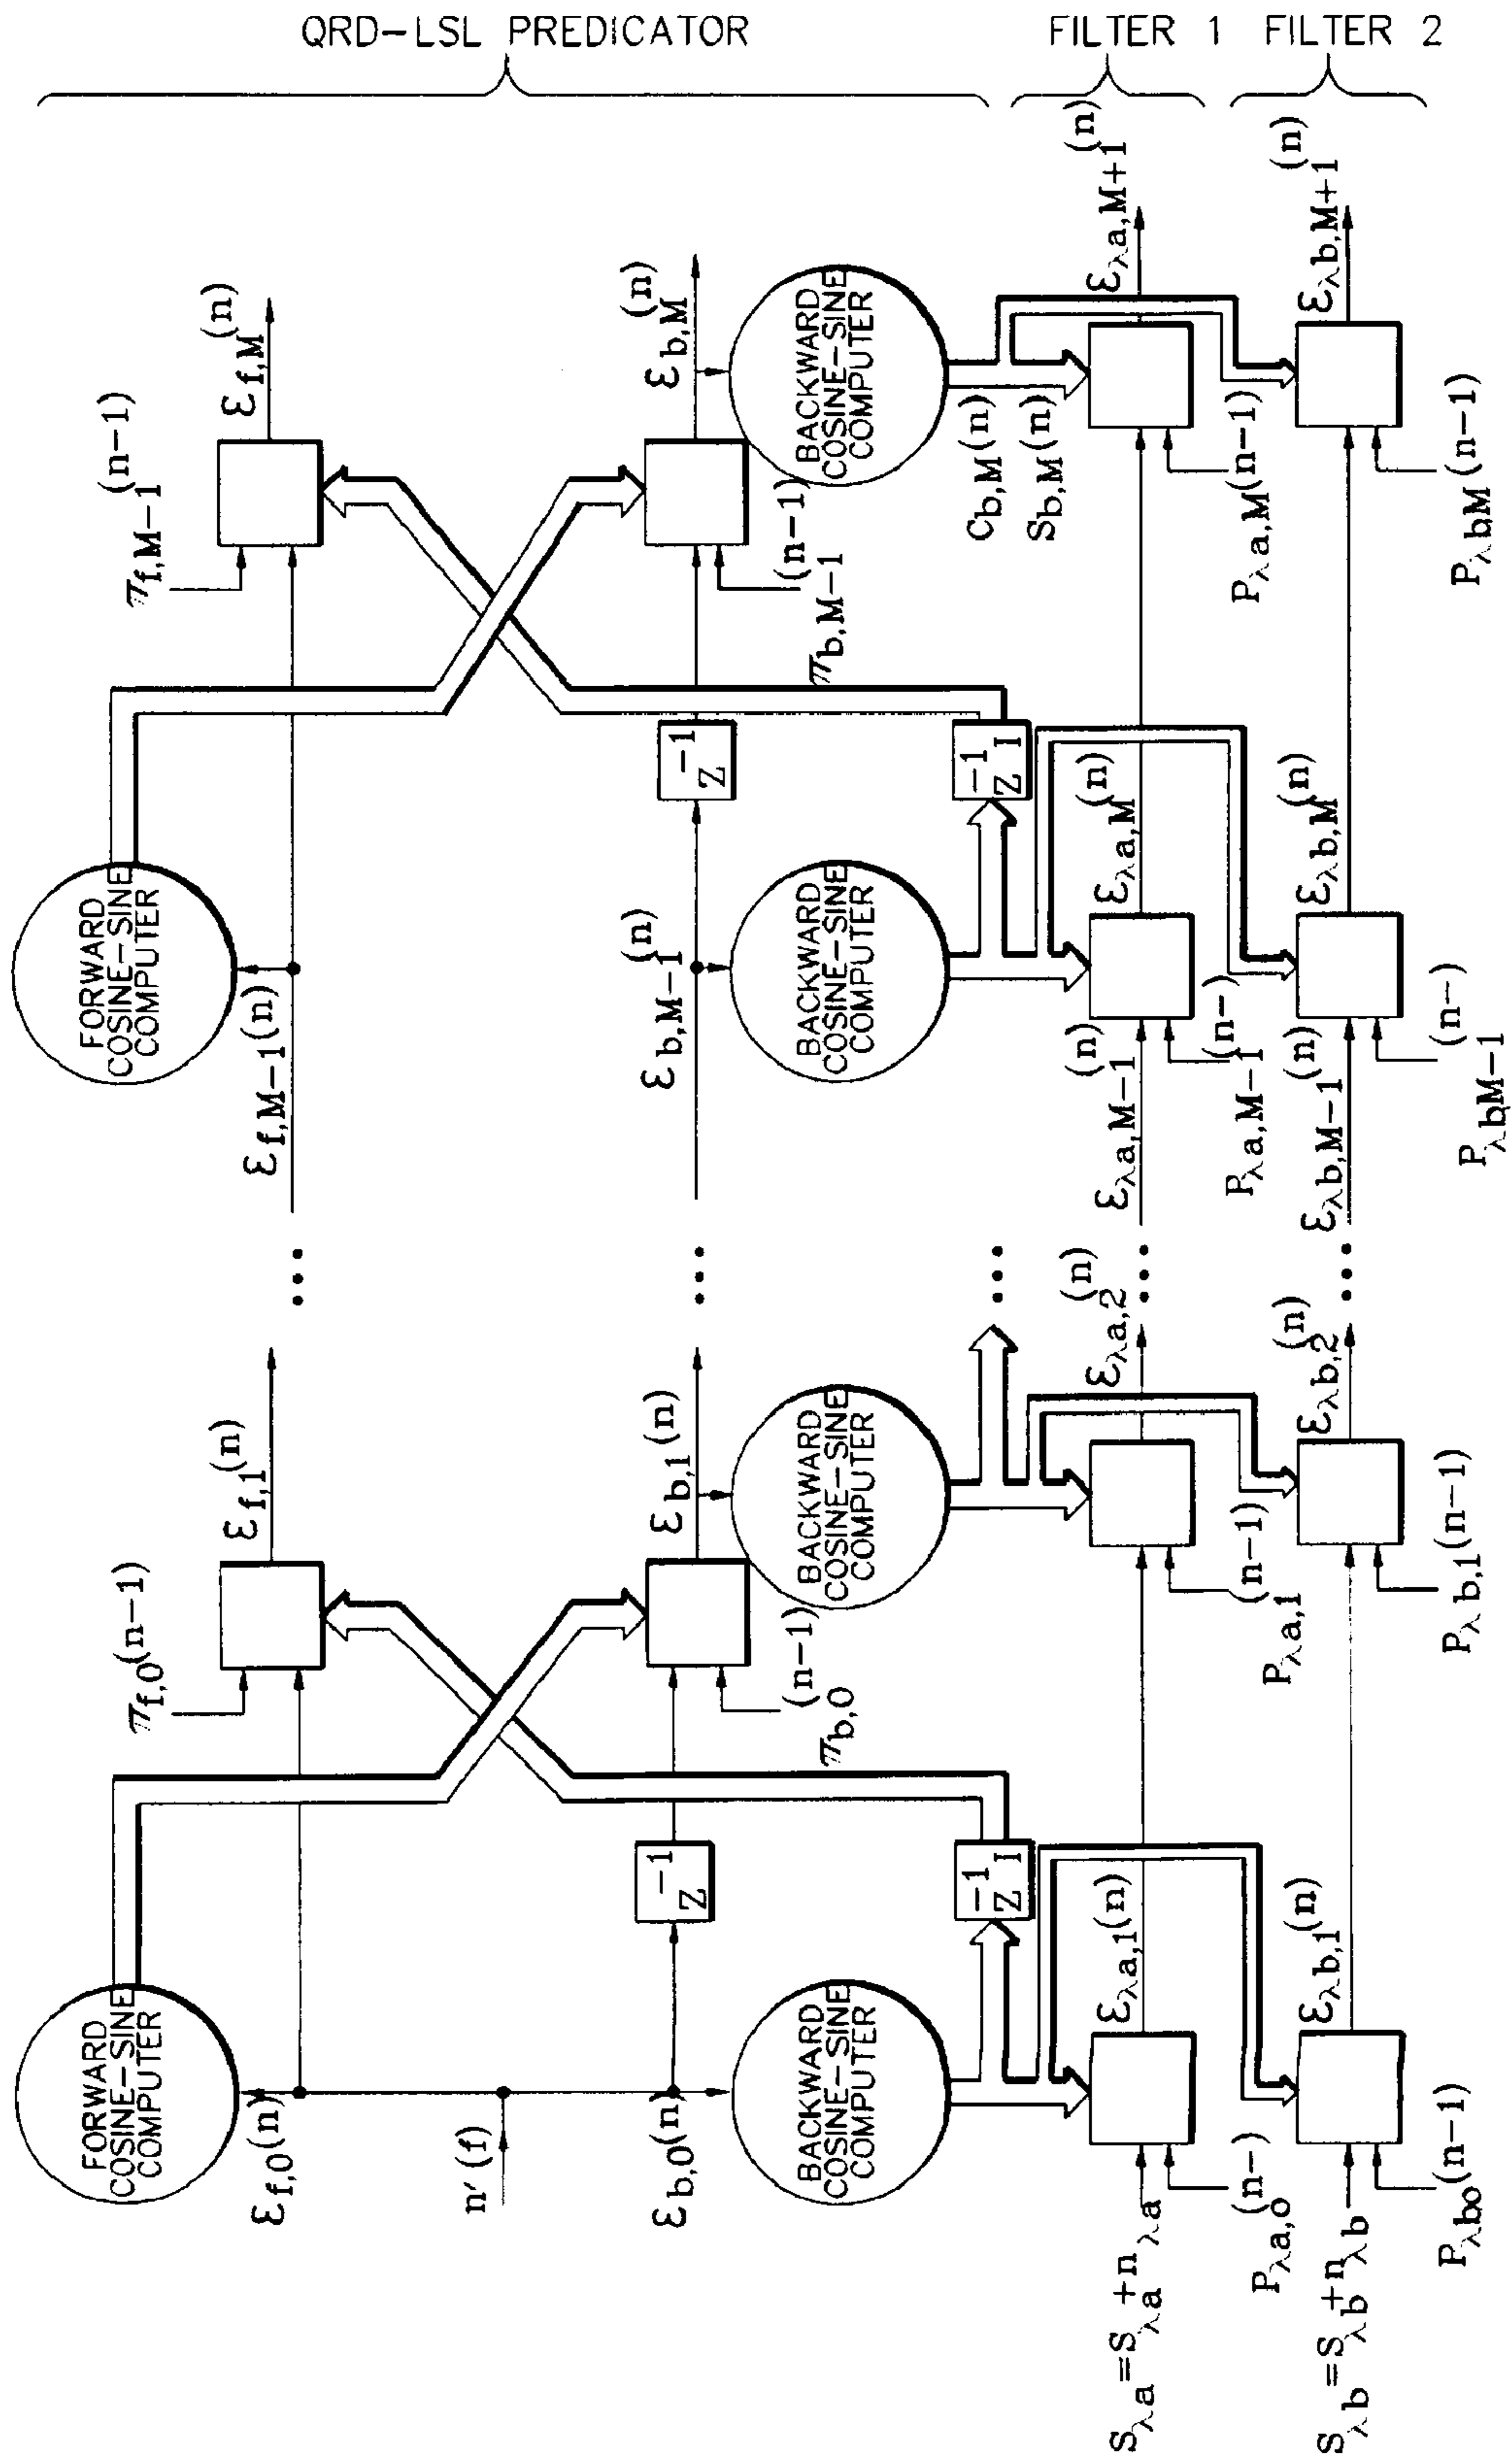 QRD-LSL PREDICATOR
FILTER 1
FILTER 2
FORWARD
COSINE-SINE
COMPUTER
ε_f,0(n)
n'(f)
ε_b,0(n)
BACKWARD
COSINE-SINE
COMPUTER
z^-1
z^-1 I
π_f,0(n-1)
ε_f,1(n)
π_b,0(n-1)
ε_b,1(n)
BACKWARD
COSINE-SINE
COMPUTER
...
...
...
FORWARD
COSINE-SINE
COMPUTER
ε_f,M-1(n)
ε_b,M-1(n)
BACKWARD
COSINE-SINE
COMPUTER
z^-1
z^-1 I
π_f,M-1(n-1)
ε_f,M(n)
π_b,M-1(n-1)
ε_b,M(n)
BACKWARD
COSINE-SINE
COMPUTER
C_b,M(n)
S_b,M(n)
S_λa=S_λa+n_λa
P_λa,o(n-)
ε_λa,1(n)
P_λa,1(n-1)
ε_λa,2(n)
...
ε_λa,M-1(n)
P_λa,M-1(n-)
ε_λa,M(n)
P_λa,M(n-1)
ε_λa,M+1(n)
S_λb=S_λb+n_λb
P_λbo(n-1)
ε_λb,1(n)
P_λb,1(n-1)
ε_λb,2(n)
...
ε_λb,M-1(n)
P_λbM-1(n-)
ε_λb,M(n)
P_λbM(n-1)
ε_λb,M+1(n)